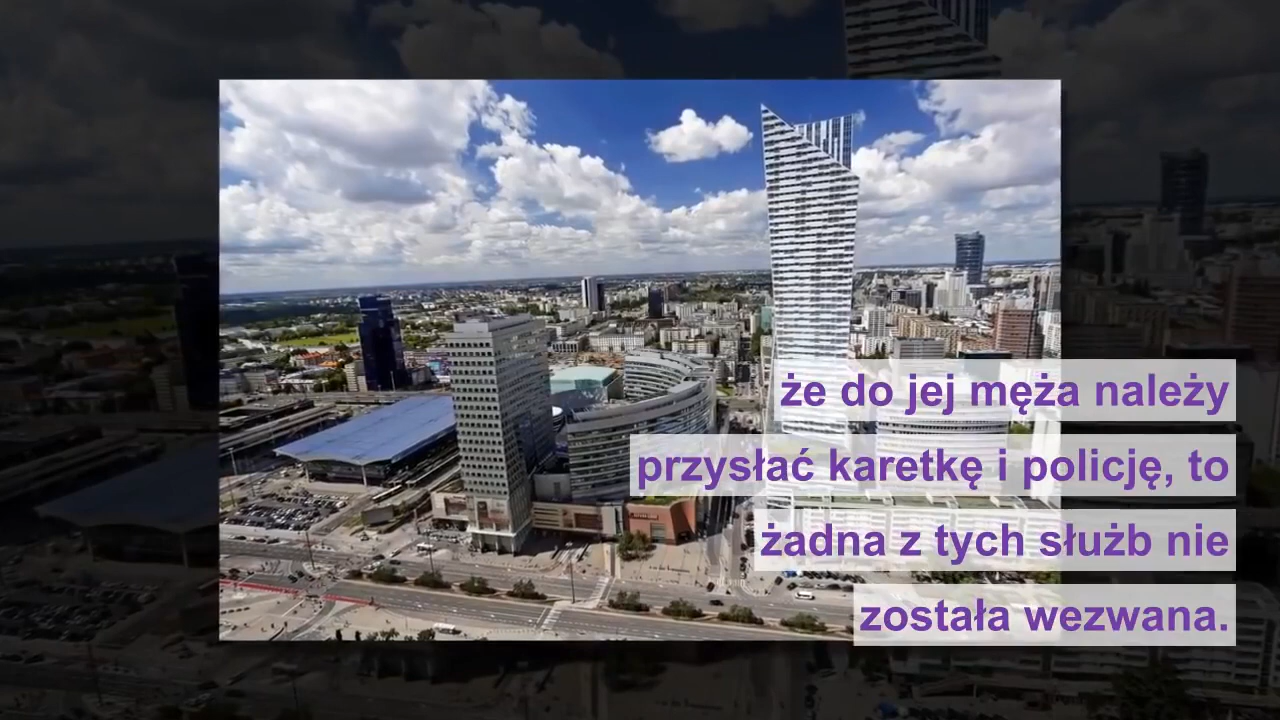 że do jej męża należy
przysłać karetkę i policję, to
żadna z tych służb nie
została wezwana.